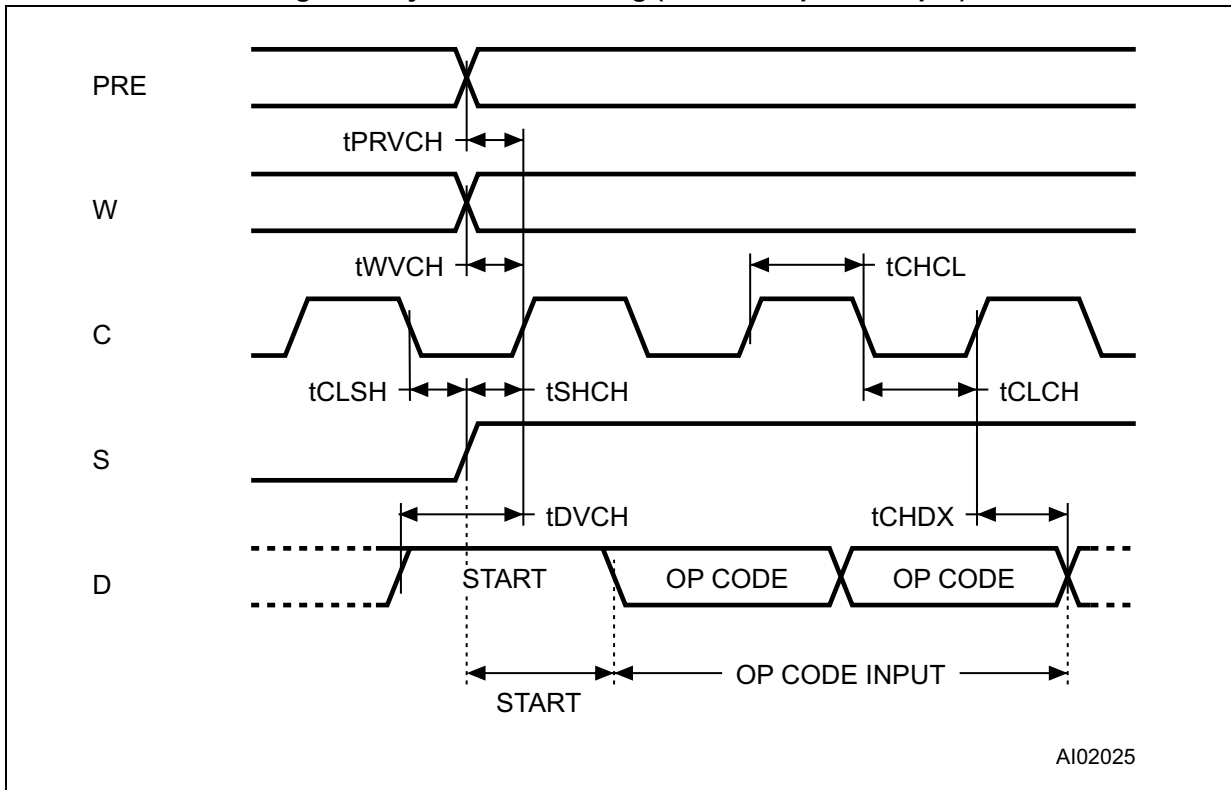 PRE
tPRVCH
W
tWVCH
tCHCL
C
tCLSH
tSHCH
tCLCH
S
tDVCH
tCHDX
D
START
OP CODE
OP CODE
OP CODE INPUT
START
AI02025